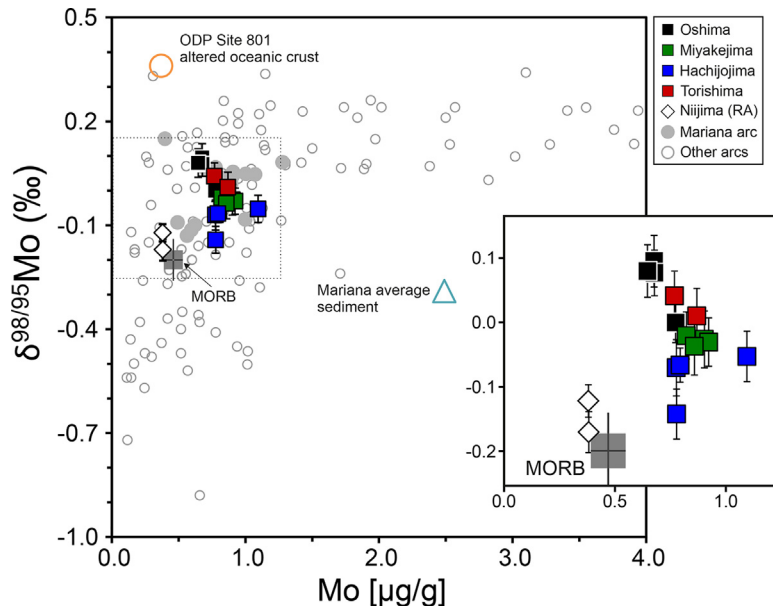 0.5
0.2
-0.1
-0.4
-0.7
-1.0
δ98/95Mo (‰)
ODP Site 801
altered oceanic crust
Oshima
Miyakejima
Hachijojima
Torishima
Niijima (RA)
Mariana arc
Other arcs
MORB
Mariana average
sediment
0.1
0.0
-0.1
-0.2
MORB
0.0
0.5
1.0
0.0
1.0
2.0
3.0
4.0
Mo [µg/g]